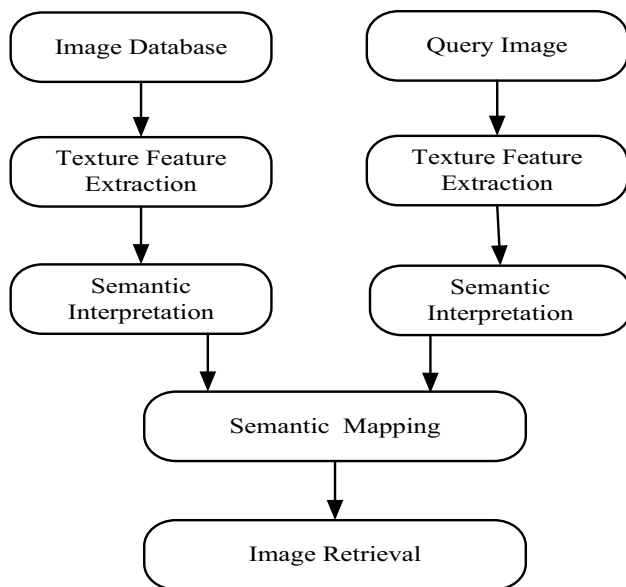 Image Database
Query Image
Texture Feature
Extraction
Texture Feature
Extraction
Semantic
Interpretation
Semantic
Interpretation
Semantic Mapping
Image Retrieval